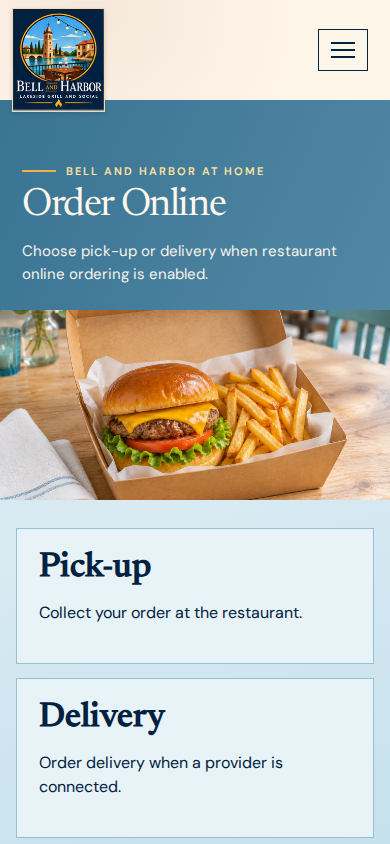 BELL AND HARBOR
LAKESIDE GRILL AND SOCIAL
BELL AND HARBOR AT HOME
Order Online
Choose pick-up or delivery when restaurant
online ordering is enabled.
Pick-up
Collect your order at the restaurant.
Delivery
Order delivery when a provider is
connected.